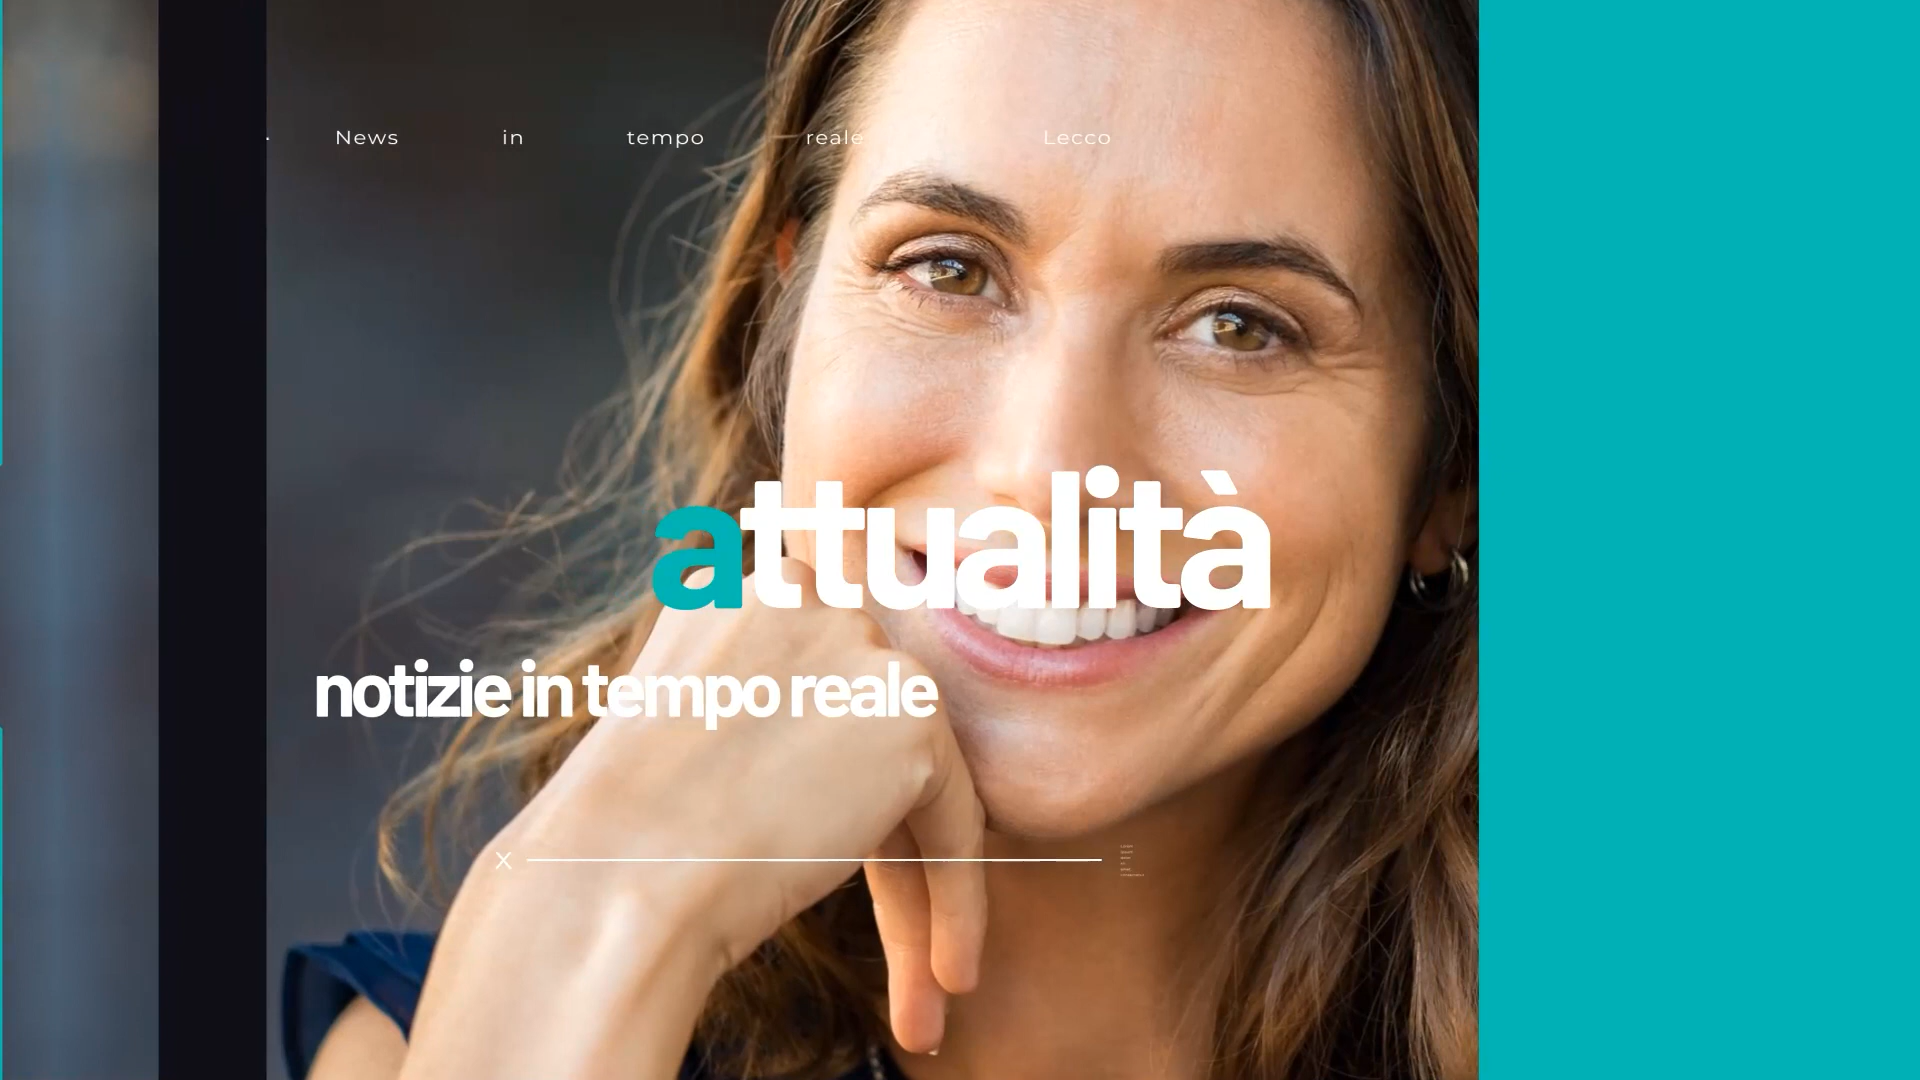 News in tempo reale Lecco
attualità
notizie in tempo reale
X